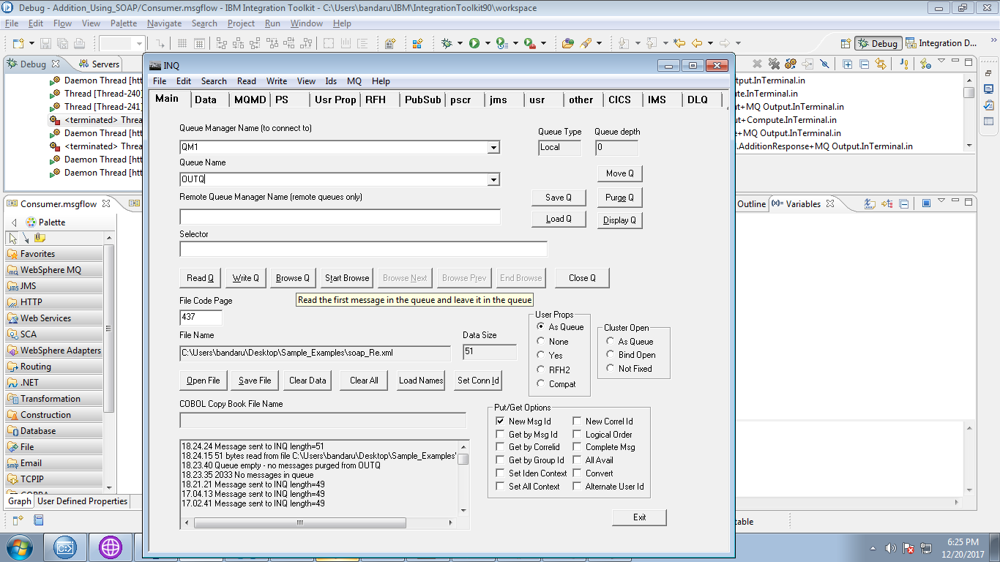 Debug - Addition_Using_SOAP/Consumer.msgflow - IBM Integration Toolkit - C:\Users\bandaru\IBM\IntegrationToolkit90\workspace
File Edit Flow View Palette Navigate Search Project Run Window Help
Debug Integration D...
Debug Servers
Daemon Thread [htt
Thread [Thread-240]
Thread [Thread-241]
<terminated> Threa
Daemon Thread [htt
<terminated> Threa
Daemon Thread [htt
Daemon Thread [htt
Consumer.msgflow
Palette
Favorites
WebSphere MQ
JMS
HTTP
Web Services
SCA
WebSphere Adapters
Routing
.NET
Transformation
Construction
Database
File
Email
TCPIP
Graph User Defined Properties
INQ
File Edit Search Read Write View Ids MQ Help
Main Data MQMD PS Usr Prop RFH PubSub pscr jms usr other CICS IMS DLQ
Queue Manager Name (to connect to)
QM1
Queue Name
OUTQ
Remote Queue Manager Name (remote queues only)
Selector
Queue Type Queue depth
Local 0
Move Q
Save Q Purge Q
Load Q Display Q
Read Q Write Q Browse Q Start Browse Browse Next Browse Prev End Browse Close Q
Read the first message in the queue and leave it in the queue
File Code Page
437
File Name
C:\Users\bandaru\Desktop\Sample_Examples\soap_Re.xml
Data Size
51
User Props
As Queue
None
Yes
RFH2
Compat
Cluster Open
As Queue
Bind Open
Not Fixed
Open File Save File Clear Data Clear All Load Names Set Conn Id
COBOL Copy Book File Name
Put/Get Options
New Msg Id New Correl Id
Get by Msg Id Logical Order
Get by Correlid Complete Msg
Get by Group Id All Avail
Set Iden Context Convert
Set All Context Alternate User Id
18.24.24 Message sent to INQ length=51
18.24.15 51 bytes read from file C:\Users\bandaru\Desktop\Sample_Examples\
18.23.40 Queue empty - no messages purged from OUTQ
18.23.35 2033 No messages in queue
18.21.21 Message sent to INQ length=49
17.04.13 Message sent to INQ length=49
17.02.41 Message sent to INQ length=49
Exit
tput.InTerminal.in
te.InTerminal.in
ut+MQ Output.InTerminal.in
t+Compute.InTerminal.in
e+MQ Output.InTerminal.in
.AdditionResponse+MQ Output.InTerminal.in
Outline Variables
table
6:25 PM
12/20/2017